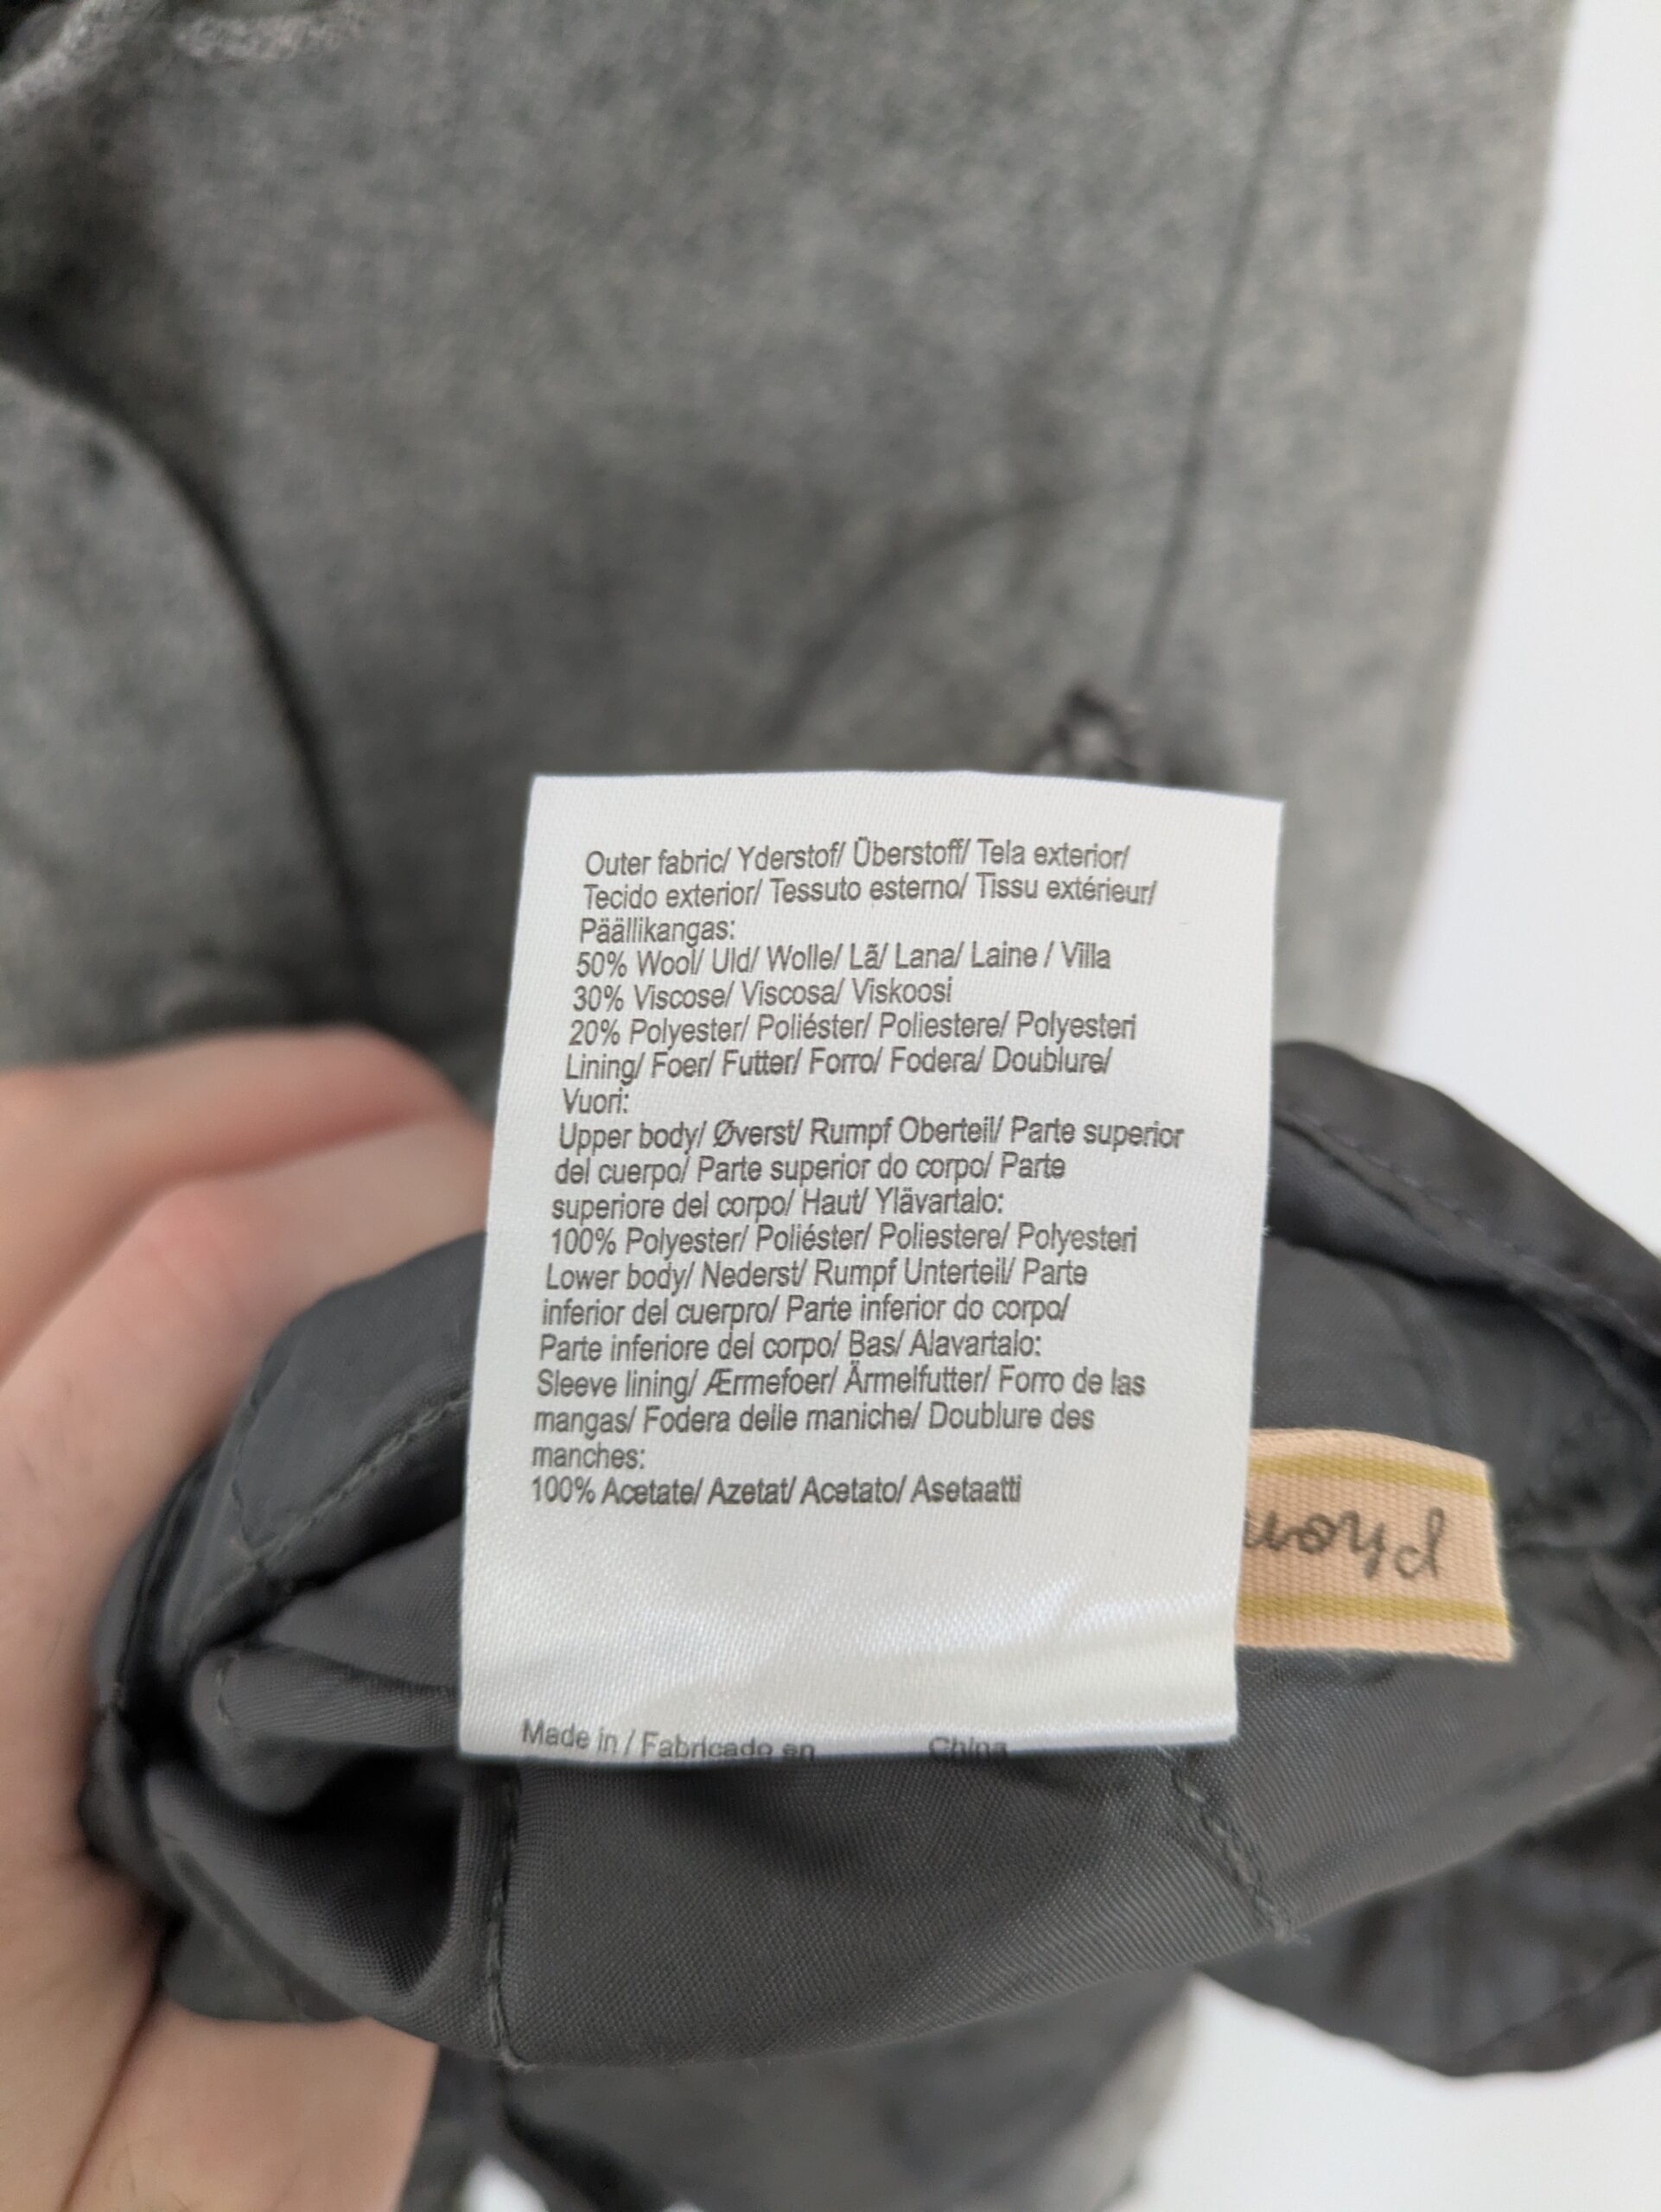 Outer fabric/ Yderstof/ Überstoff/ Tela exterior/
Tecido exterior/ Tessuto esterno/ Tissu extérieur/
Päällikangas:
50% Wool/ Uld/ Wolle/ Lã/ Lana/ Laine / Villa
30% Viscose/ Viscosa/ Viskoosi
20% Polyester/ Poliéster/ Poliestere/ Polyesteri
Lining/ Foer/ Futter/ Forro/ Fodera/ Doublure/
Vuori:
Upper body/ Øverst/ Rumpf Oberteil/ Parte superior
del cuerpo/ Parte superior do corpo/ Parte
superiore del corpo/ Haut/ Ylävartalo:
100% Polyester/ Poliéster/ Poliestere/ Polyesteri
Lower body/ Nederst/ Rumpf Unterteil/ Parte
inferior del cuerpro/ Parte inferior do corpo/
Parte inferiore del corpo/ Bas/ Alavartalo:
Sleeve lining/ Ærmefoer/ Ärmelfutter/ Forro de las
mangas/ Fodera delle maniche/ Doublure des
manches:
100% Acetate/ Azetat/ Acetato/ Asetaatti
Made in / Fabricado en China